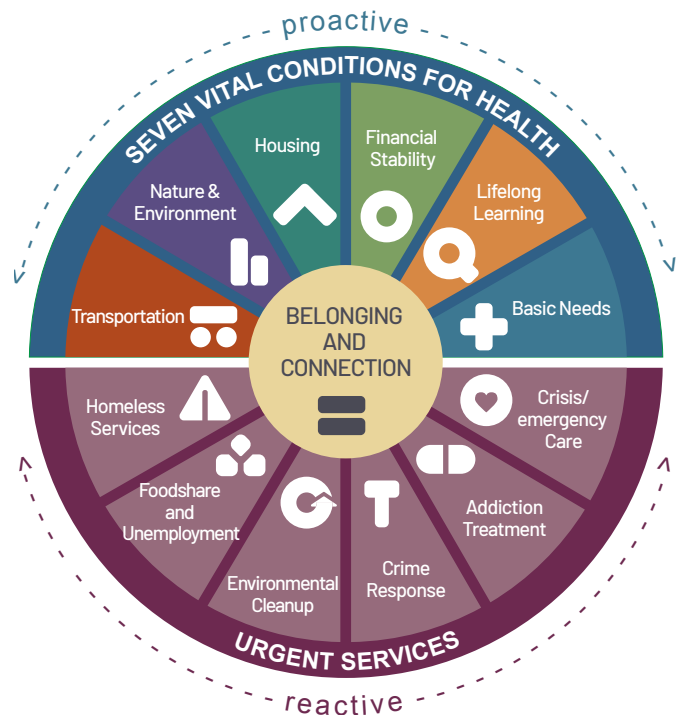 proactive
SEVEN VITAL CONDITIONS FOR HEALTH
Housing
Financial
Stability
Nature &
Environment
Lifelong
Learning
Transportation
Basic Needs
BELONGING
AND
CONNECTION
Homeless
Services
Crisis/
emergency
Care
Foodshare
and
Unemployment
Addiction
Treatment
Environmental
Cleanup
Crime
Response
URGENT SERVICES
reactive